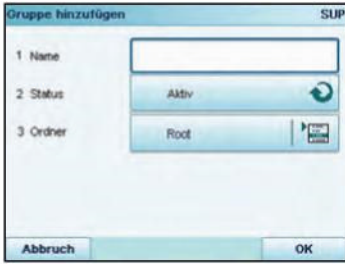 Gruppe hinzufügen SUP
1 Name
2 Status Aktiv
3 Ordner Root
Abbruch OK